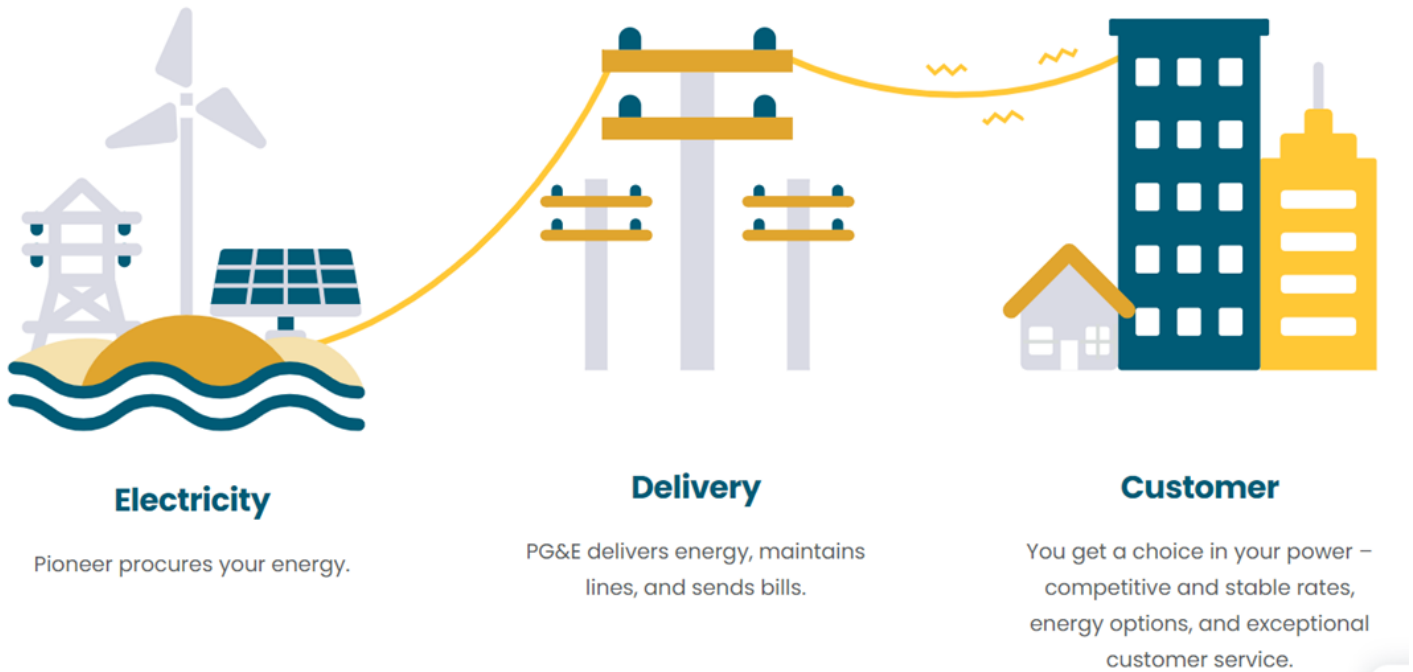 Electricity
Pioneer procures your energy.
Delivery
PG&E delivers energy, maintains
lines, and sends bills.
Customer
You get a choice in your power –
competitive and stable rates,
energy options, and exceptional
customer service.